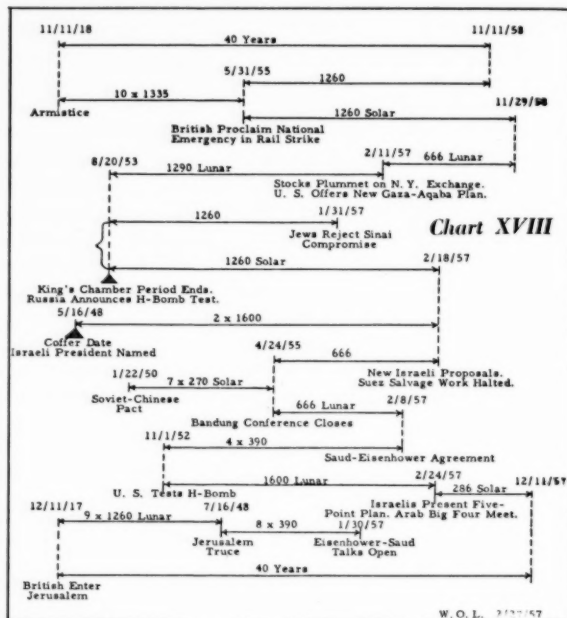 11/11/18 11/11/58
40 Years
5/31/55 1260
10 x 1335 11/29/58
Armistice 1260 Solar
British Proclaim National
Emergency in Rail Strike
8/20/53 2/11/57 666 Lunar
1290 Lunar
Stocks Plummet on N. Y. Exchange.
U. S. Offers New Gaza-Aqaba Plan.
1260 1/31/57
Jews Reject Sinai
Compromise
Chart XVIII
1260 Solar 2/18/57
King's Chamber Period Ends.
Russia Announces H-Bomb Test.
5/16/48
2 x 1600
Coffer Date
Israeli President Named
4/24/55
666
1/22/50 New Israeli Proposals.
7 x 270 Solar Suez Salvage Work Halted.
Soviet-Chinese
Pact
666 Lunar 2/8/57
Bandung Conference Closes
11/1/52
4 x 390
Saud-Eisenhower Agreement
1600 Lunar 2/24/57
U. S. Tests H-Bomb 286 Solar 12/11/57
Israelis Present Five-
Point Plan. Arab Big Four Meet.
12/11/17 7/16/48
9 x 1260 Lunar
8 x 390 1/30/57
Jerusalem Eisenhower-Saud
Truce Talks Open
40 Years
British Enter
Jerusalem
W. O. L.